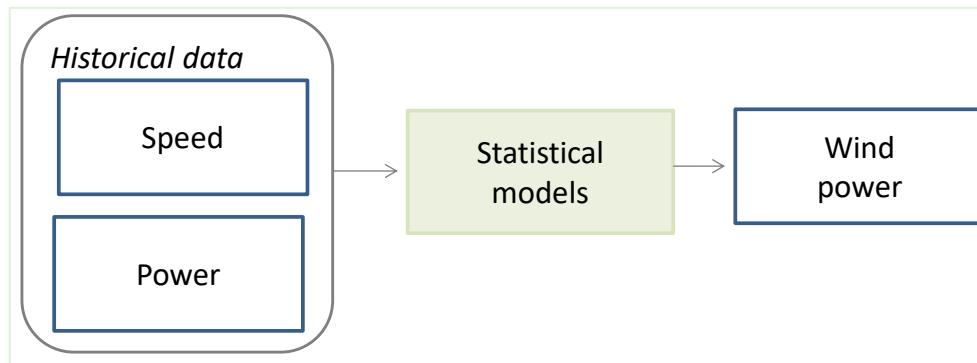 Historical data
Speed
Power
Statistical
models
Wind
power